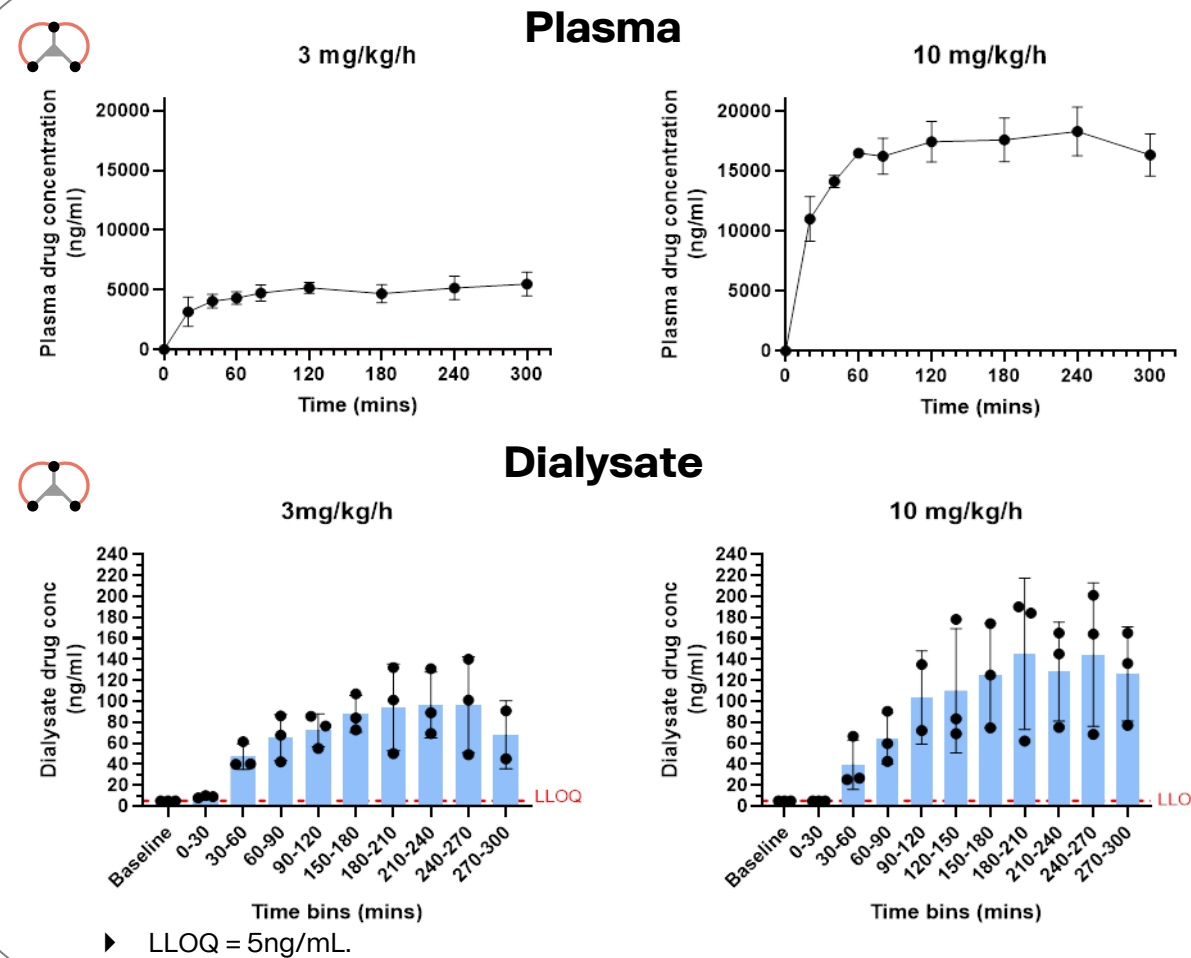 Plasma
3 mg/kg/h
10 mg/kg/h
Plasma drug concentration
(ng/ml)
20000
15000
10000
5000
0
0 60 120 180 240 300
Time (mins)
Plasma drug concentration
(ng/ml)
20000
15000
10000
5000
0
0 60 120 180 240 300
Time (mins)
Dialysate
3mg/kg/h
10 mg/kg/h
Dialysate drug conc
(ng/ml)
240
220
200
180
160
140
120
100
80
60
40
20
0
LLOQ
Baseline 0-30 30-60 60-90 90-120 150-180 180-210 210-240 240-270 270-300
Time bins (mins)
Dialysate drug conc
(ng/ml)
240
220
200
180
160
140
120
100
80
60
40
20
0
LLO
Baseline 0-30 30-60 60-90 90-120 120-150 150-180 180-210 210-240 240-270 270-300
Time bins (mins)
LLOQ = 5ng/mL.